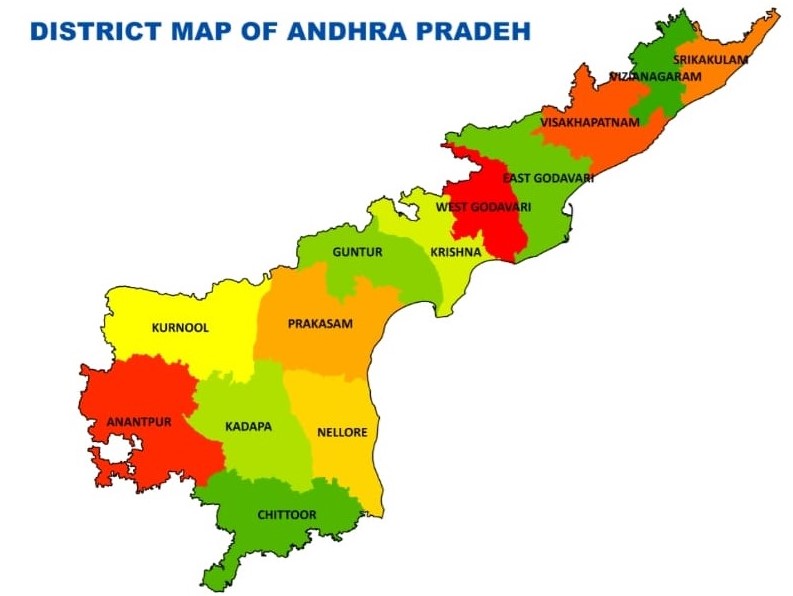 DISTRICT MAP OF ANDHRA PRADEH
SRIKAKULAM
VIZIANAGARAM
VISAKHAPATNAM
EAST GODAVARI
WEST GODAVARI
KRISHNA
GUNTUR
PRAKASAM
KURNOOL
ANANTPUR
KADAPA
NELLORE
CHITTOOR